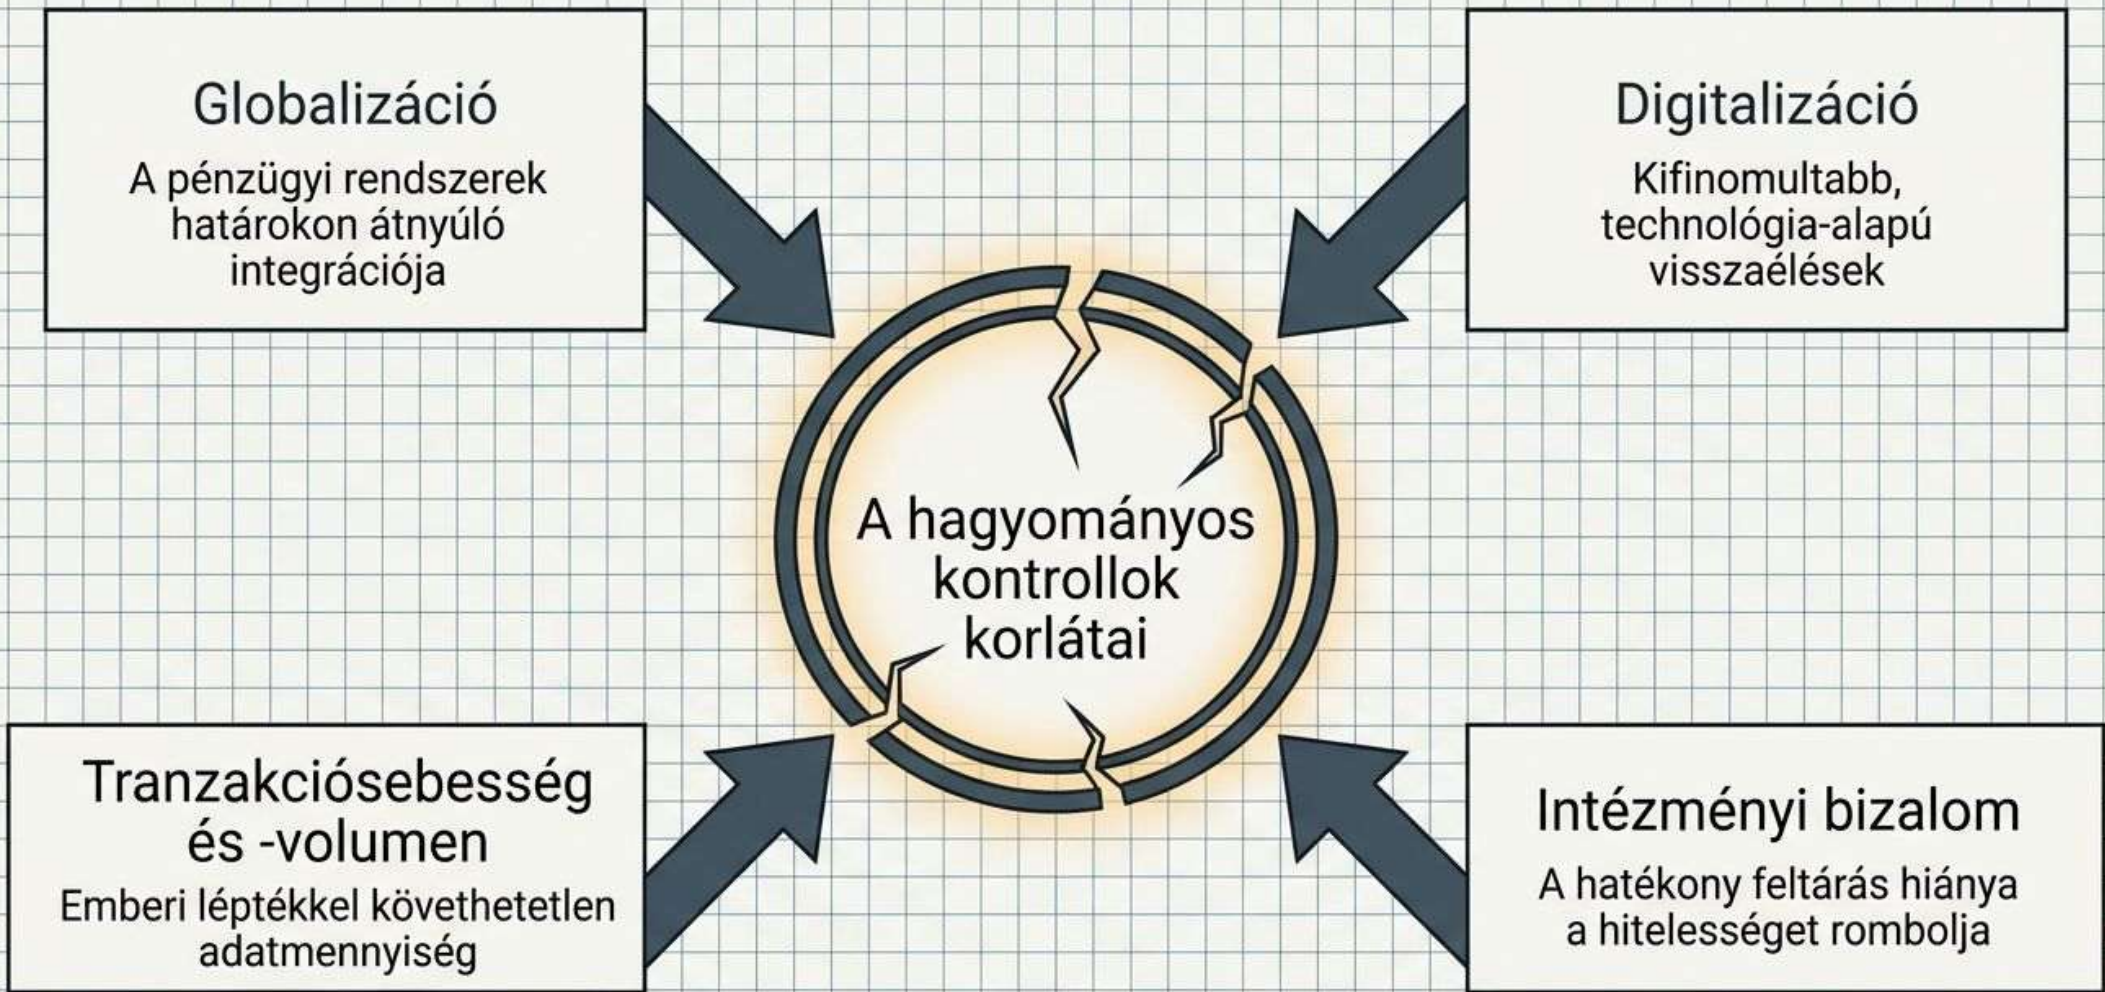 Globalizáció
A pénzügyi rendszerek
határokon átnyúló
integrációja
Digitalizáció
Kifinomultabb,
technológia-alapú
visszaélések
A hagyományos
kontrollok
korlátai
Tranzakciósebesség
és -volumen
Emberi léptékkel követhetetlen
adatmennyiség
Intézményi bizalom
A hatékony feltárás hiánya
a hitelességet rombolja